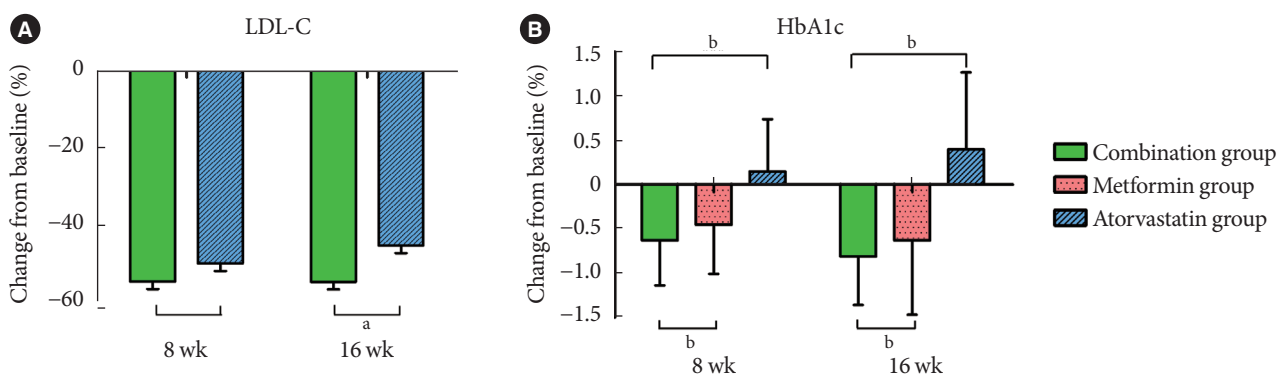 A
LDL-C
Change from baseline (%)
0
−20
−40
−60
a
8 wk
16 wk
B
HbA1c
Change from baseline (%)
1.5
1.0
0.5
0
−0.5
−1.0
−1.5
b
b
b
b
8 wk
16 wk
Combination group
Metformin group
Atorvastatin group